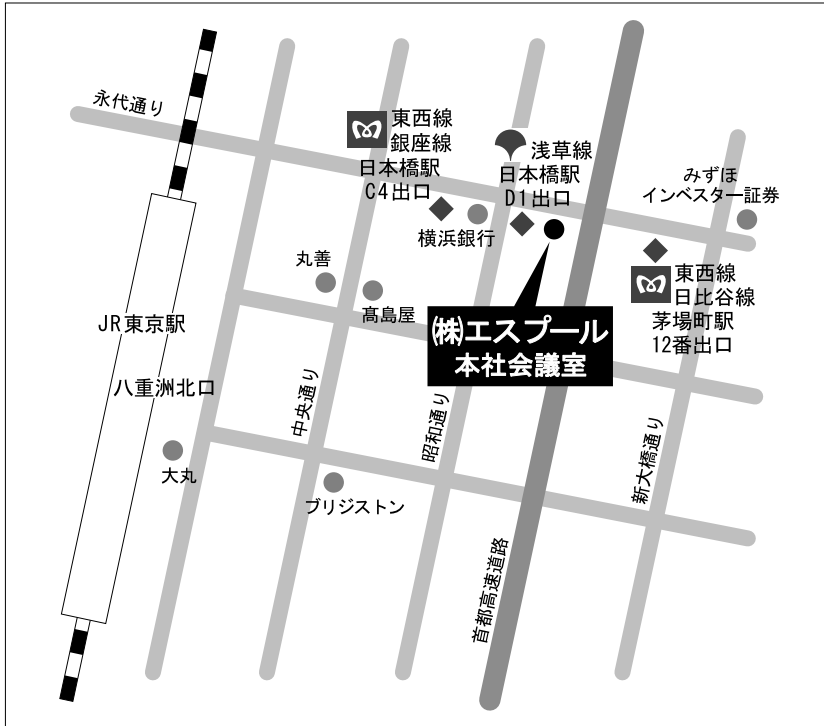 永代通り
東西線
銀座線
日本橋駅
C4出口
浅草線
日本橋駅
D1出口
みずほ
インベスター証券
横浜銀行
丸善
髙島屋
東西線
日比谷線
茅場町駅
12番出口
JR東京駅
八重洲北口
㈱エスプール
本社会議室
中央通り
昭和通り
新大橋通り
大丸
ブリジストン
首都高速道路